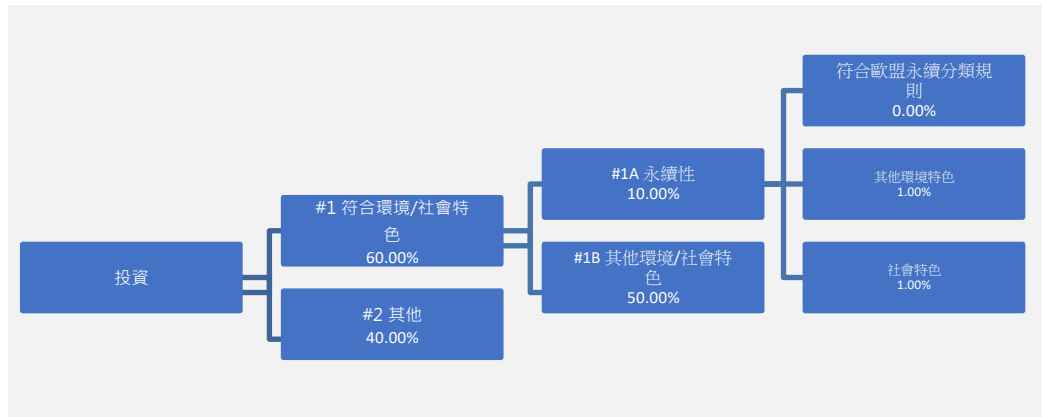 投資
#1 符合環境/社會特
色
60.00%
#2 其他
40.00%
#1A 永續性
10.00%
#1B 其他環境/社會特
色
50.00%
符合歐盟永續分類規
則
0.00%
其他環境特色
1.00%
社會特色
1.00%